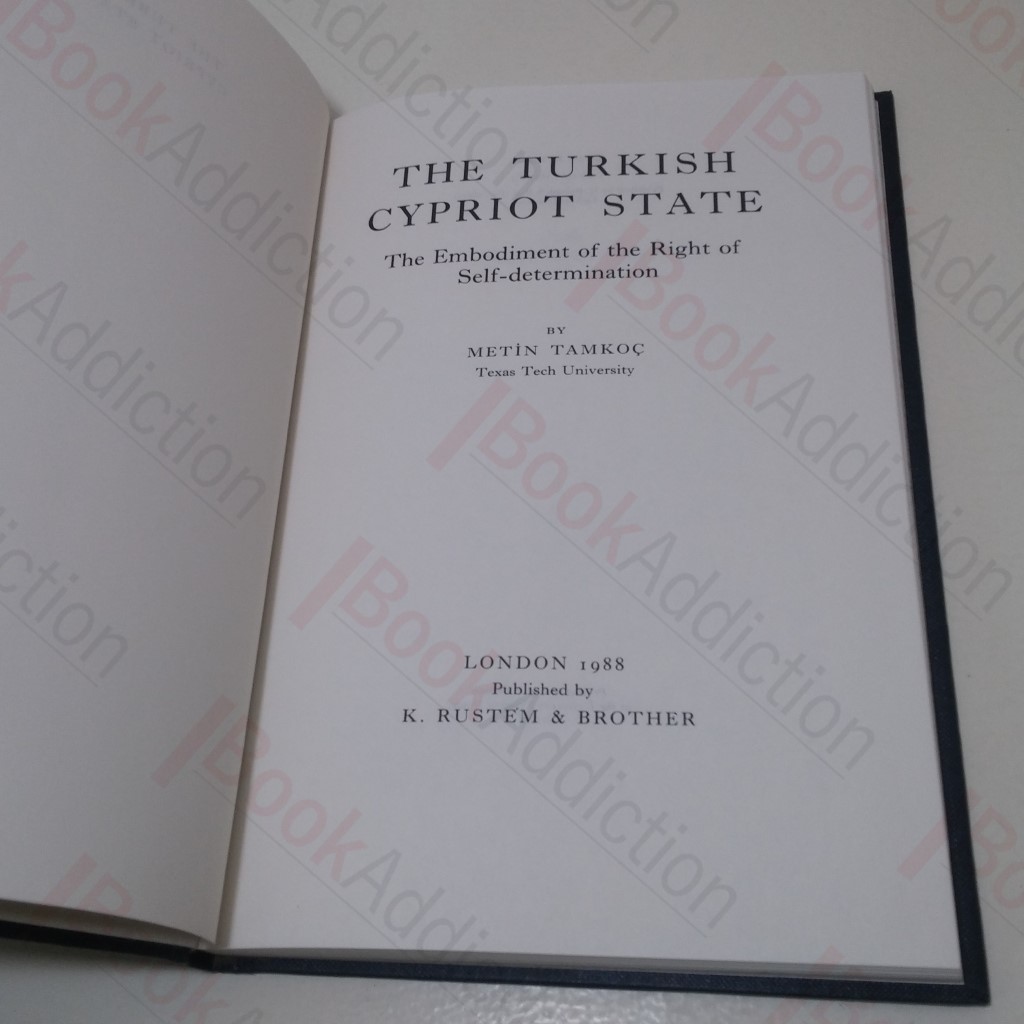 THE TURKISH
CYPRIOT STATE
The Embodiment of the Right of
Self-determination
BY
METİN TAMKOÇ
Texas Tech University
LONDON 1988
Published by
K. RUSTEM & BROTHER
BookAddiction